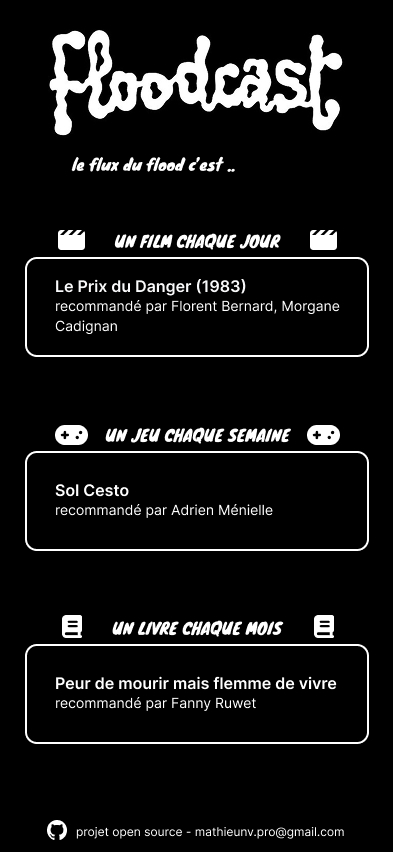 Floodcast
le flux du flood c'est ..
UN FILM CHAQUE JOUR
Le Prix du Danger (1983)
recommandé par Florent Bernard, Morgane
Cadignan
UN JEU CHAQUE SEMAINE
Sol Cesto
recommandé par Adrien Ménielle
UN LIVRE CHAQUE MOIS
Peur de mourir mais flemme de vivre
recommandé par Fanny Ruwet
projet open source - mathieunv.pro@gmail.com